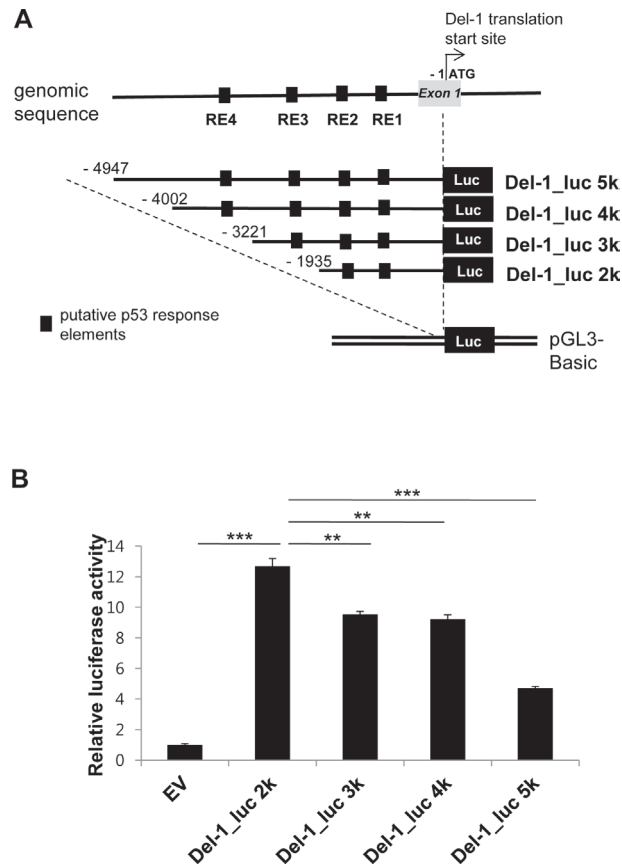 A
Del-1 translation
start site
- 1 ATG
genomic
sequence
Exon 1
RE4 RE3 RE2 RE1
- 4947
Luc Del-1_luc 5k
- 4002
Luc Del-1_luc 4k
- 3221
Luc Del-1_luc 3k
- 1935
Luc Del-1_luc 2k
putative p53 response
elements
Luc pGL3-
Basic
B
***
**
*** **
Relative luciferase activity
14
12
10
8
6
4
2
0
EV
Del-1_luc 2k
Del-1_luc 3k
Del-1_luc 4k
Del-1_luc 5k